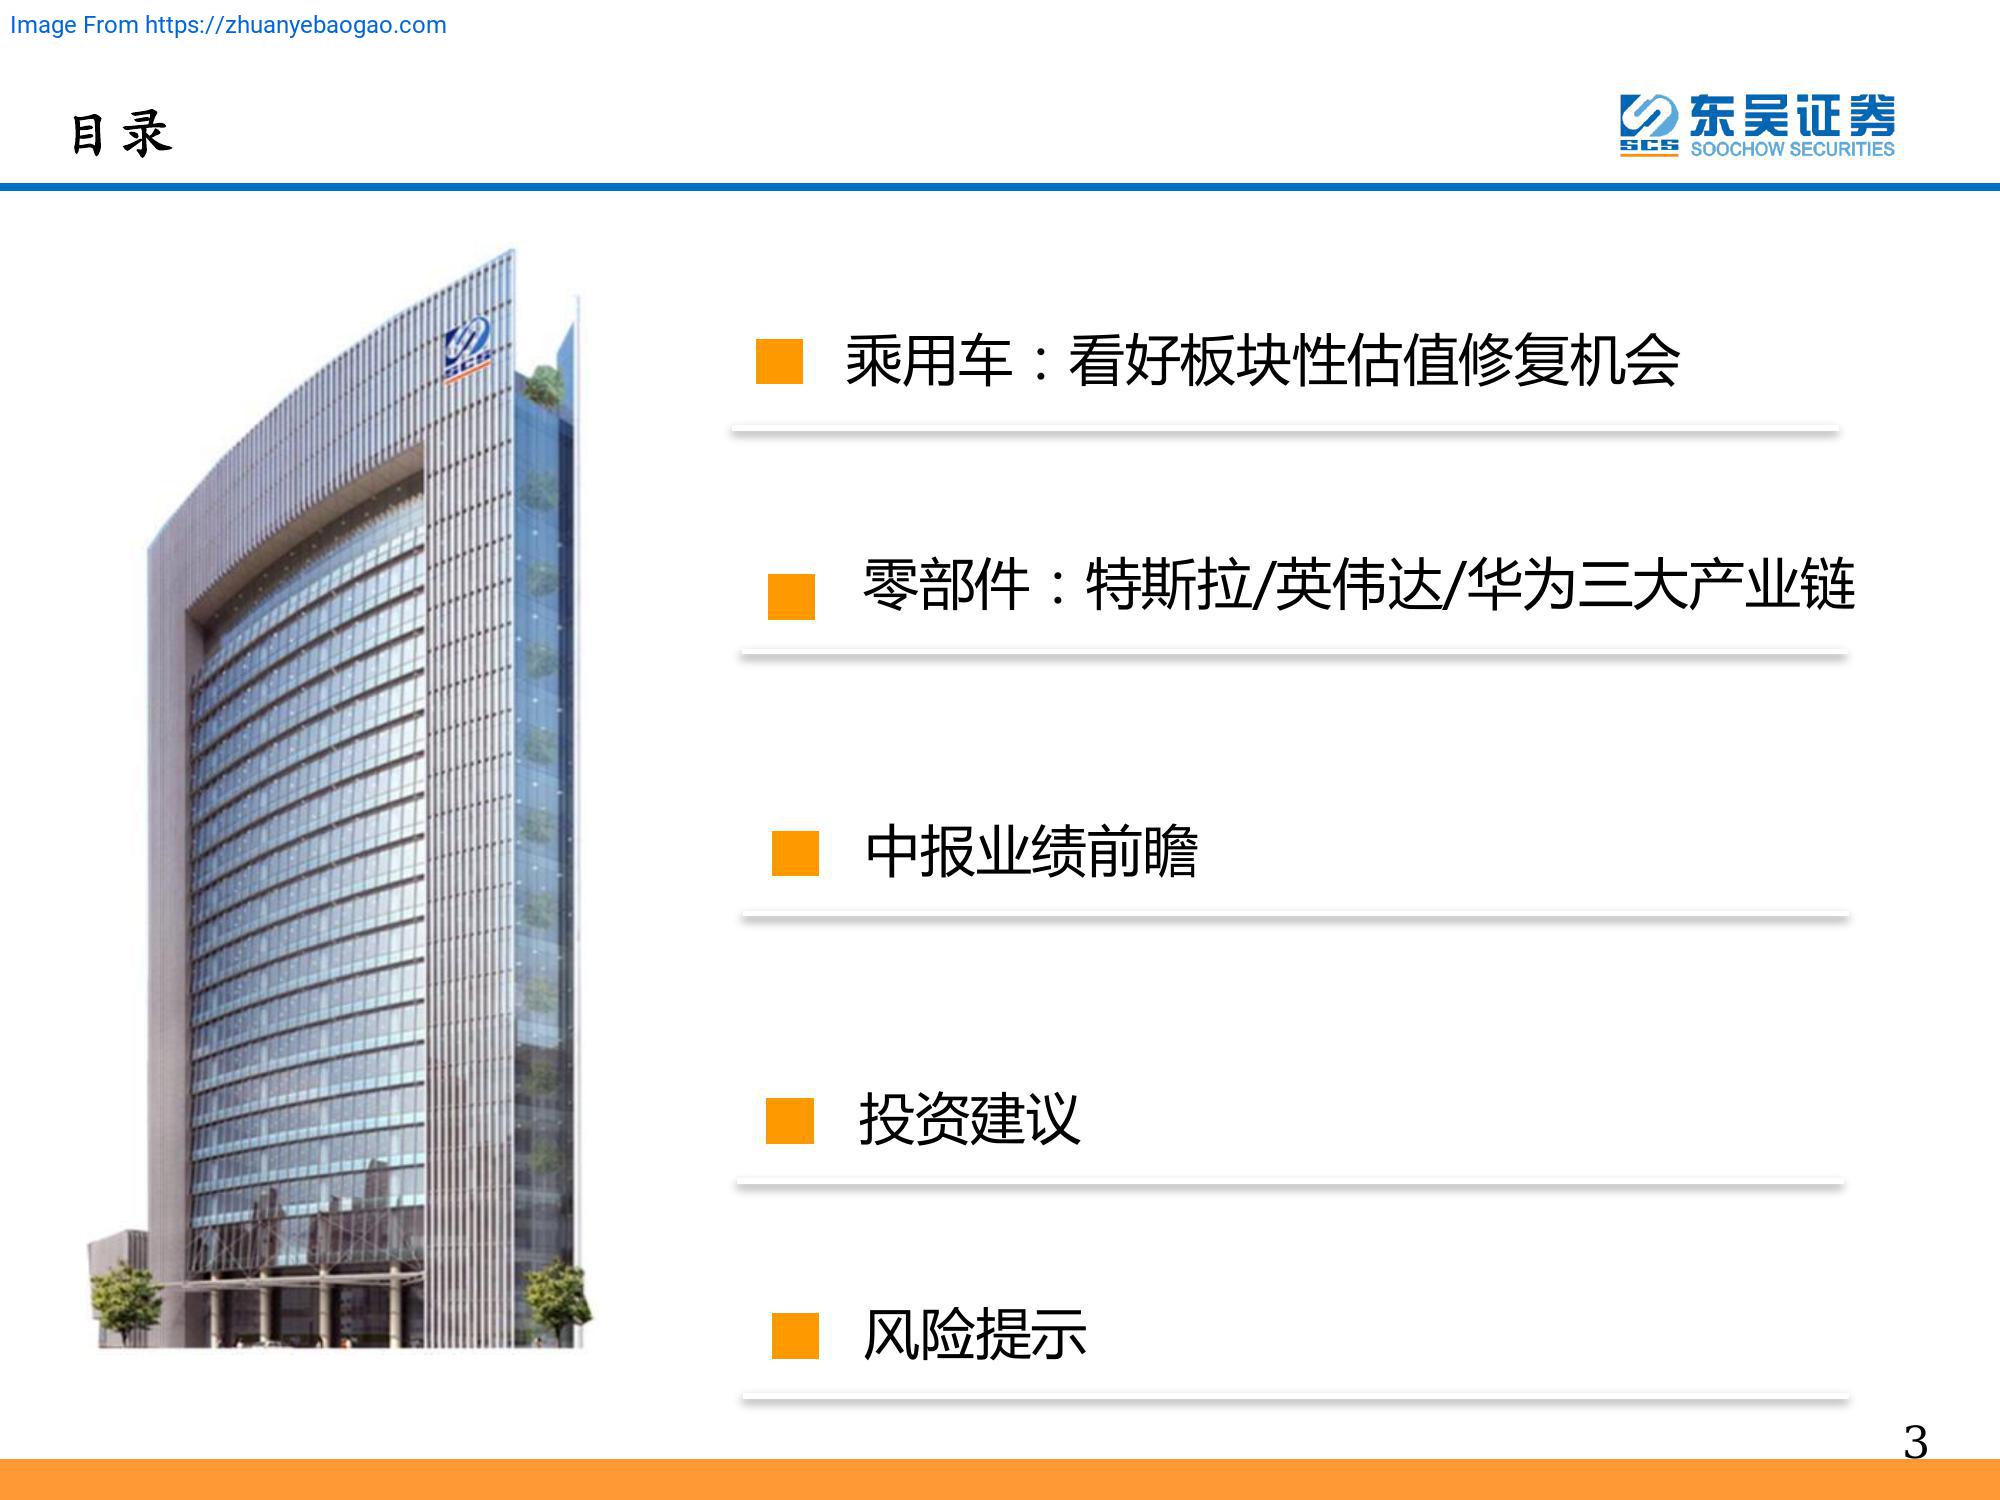 Image From https://zhuanyebaogao.com
目录
东吴证券
SCS
SOOCHOW SECURITIES
SCS
乘用车：看好板块性估值修复机会
零部件：特斯拉/英伟达/华为三大产业链
中报业绩前瞻
投资建议
风险提示
3